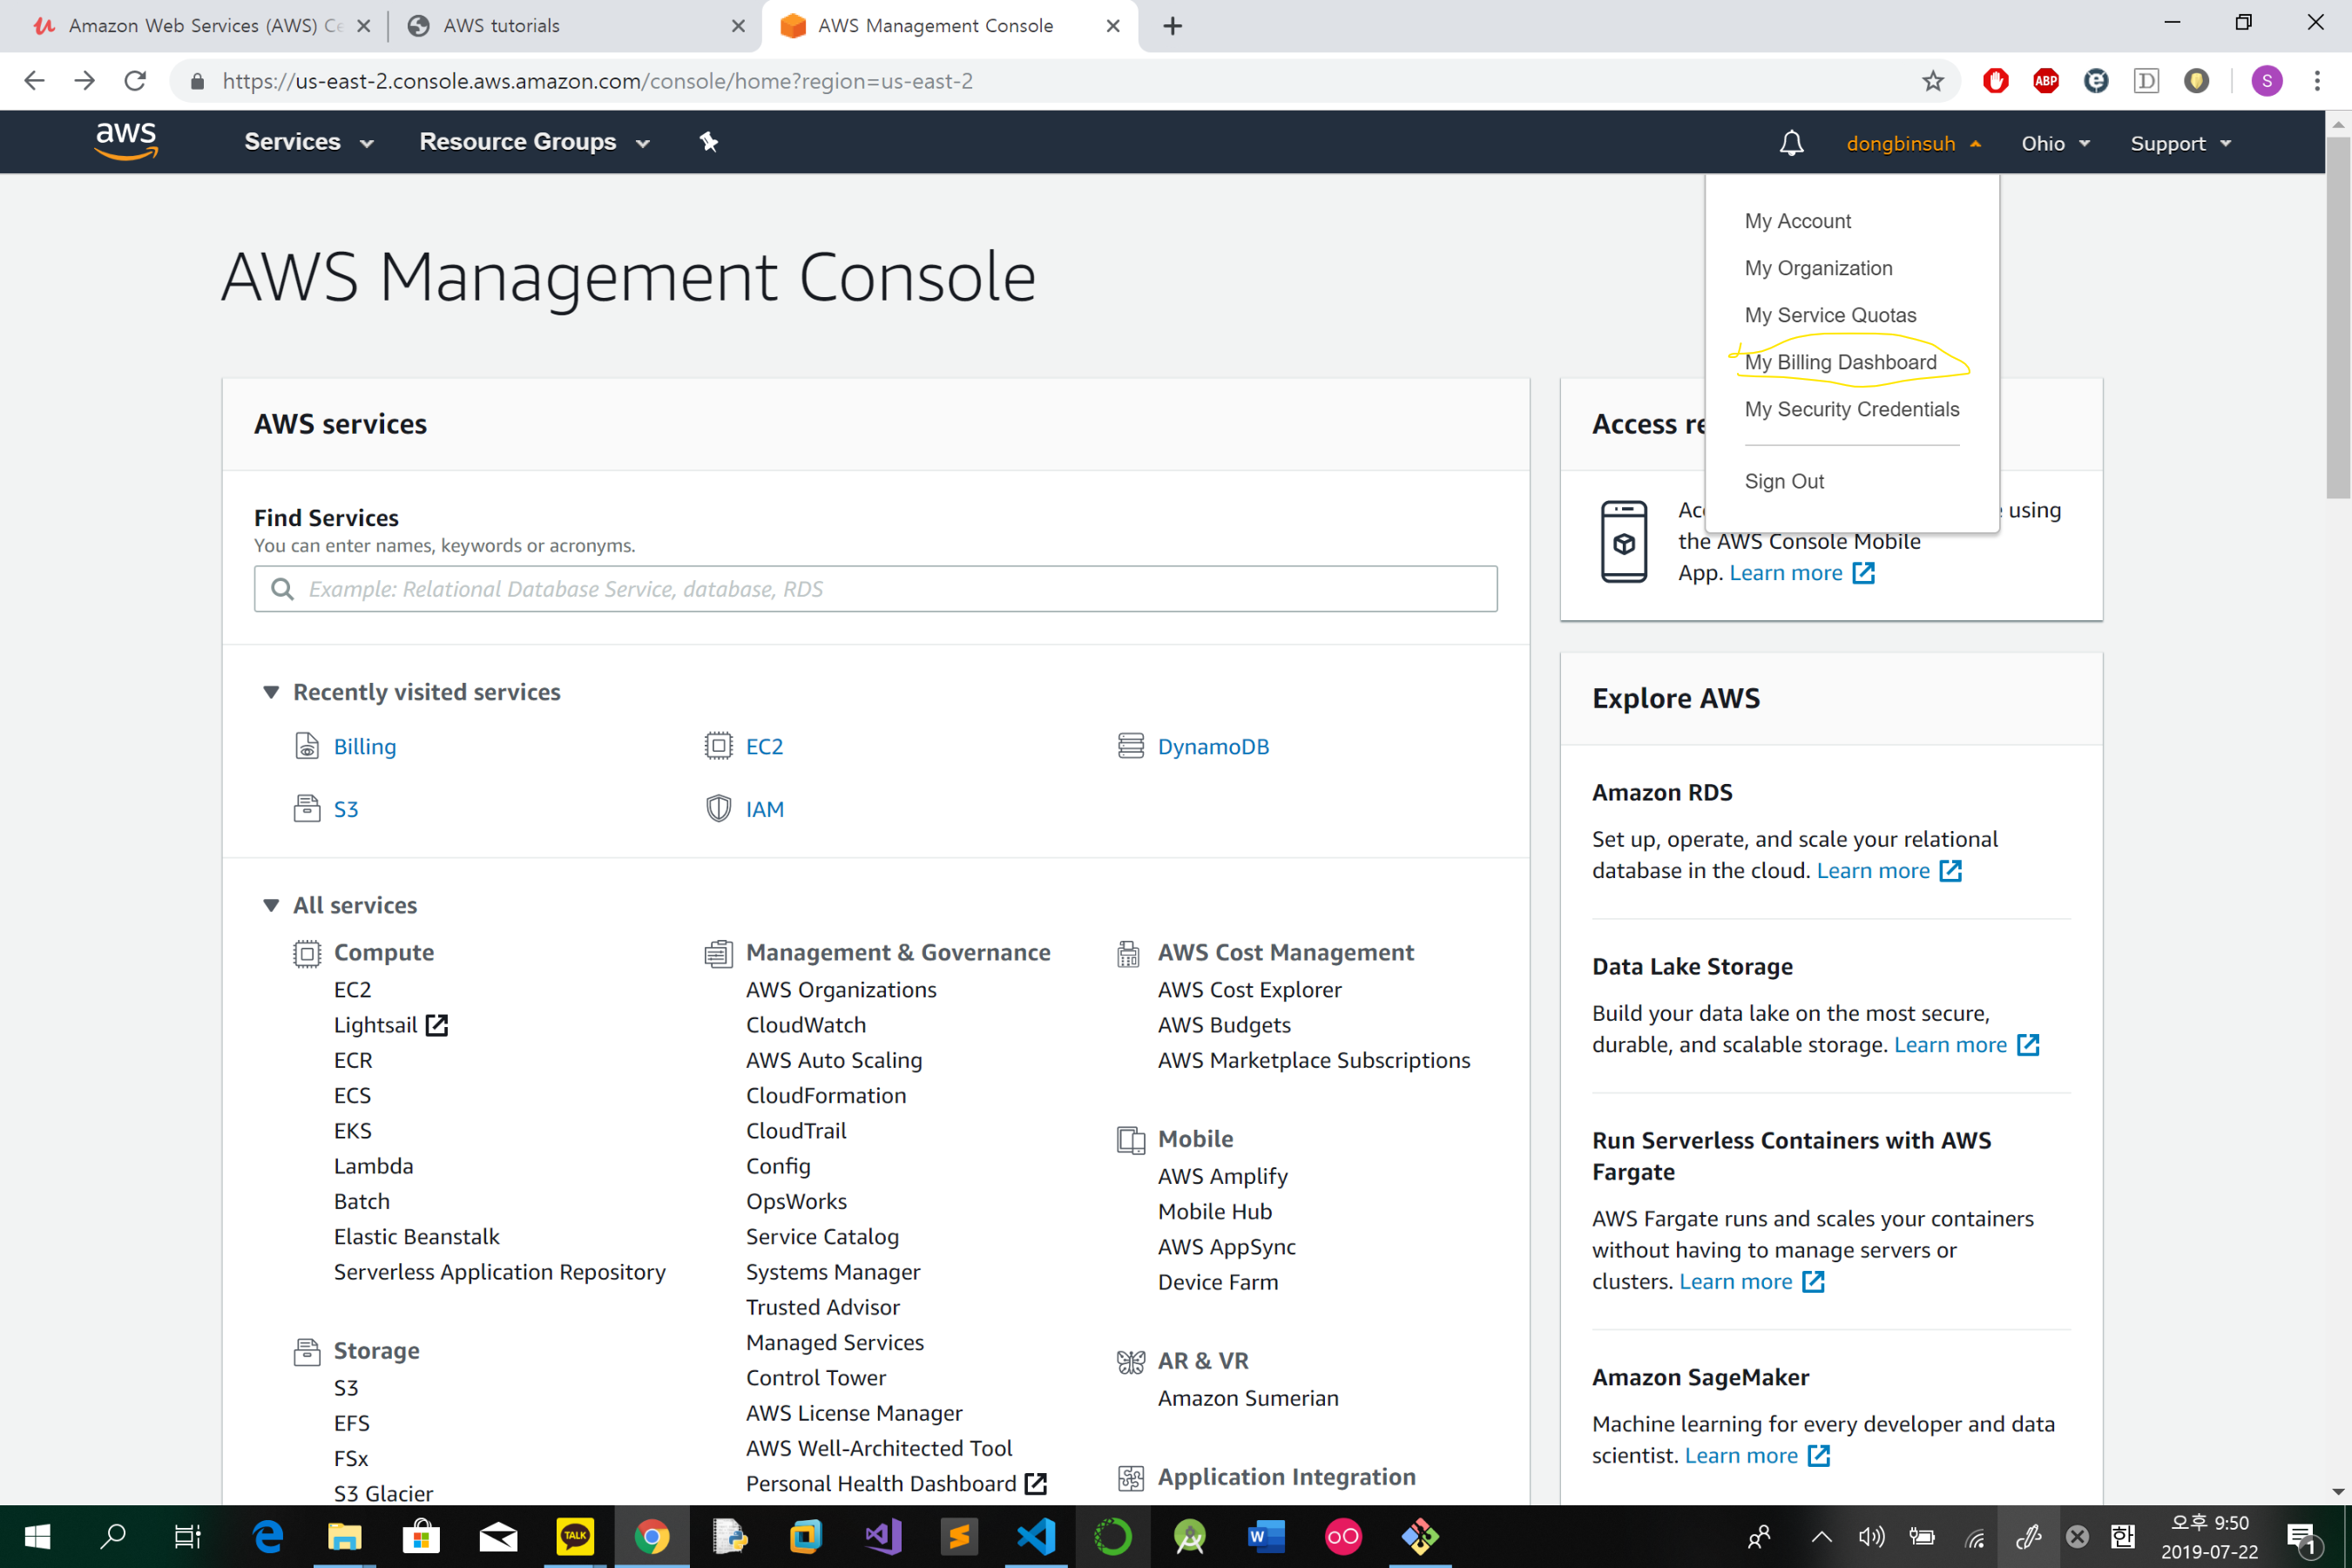 Amazon Web Services (AWS) Ce
AWS tutorials
AWS Management Console
https://us-east-2.console.aws.amazon.com/console/home?region=us-east-2
ABP
D
S
aws
Services
Resource Groups
dongbinsuh
Ohio
Support
My Account
My Organization
My Service Quotas
My Billing Dashboard
My Security Credentials
Sign Out
AWS Management Console
AWS services
Find Services
You can enter names, keywords or acronyms.
Example: Relational Database Service, database, RDS
Recently visited services
Billing
EC2
DynamoDB
S3
IAM
All services
Compute
EC2
Lightsail
ECR
ECS
EKS
Lambda
Batch
Elastic Beanstalk
Serverless Application Repository
Storage
S3
EFS
FSx
S3 Glacier
Management & Governance
AWS Organizations
CloudWatch
AWS Auto Scaling
CloudFormation
CloudTrail
Config
OpsWorks
Service Catalog
Systems Manager
Trusted Advisor
Managed Services
Control Tower
AWS License Manager
AWS Well-Architected Tool
Personal Health Dashboard
AWS Cost Management
AWS Cost Explorer
AWS Budgets
AWS Marketplace Subscriptions
Mobile
AWS Amplify
Mobile Hub
AWS AppSync
Device Farm
AR & VR
Amazon Sumerian
Application Integration
Access re
Ac using
the AWS Console Mobile
App. Learn more
Explore AWS
Amazon RDS
Set up, operate, and scale your relational
database in the cloud. Learn more
Data Lake Storage
Build your data lake on the most secure,
durable, and scalable storage. Learn more
Run Serverless Containers with AWS
Fargate
AWS Fargate runs and scales your containers
without having to manage servers or
clusters. Learn more
Amazon SageMaker
Machine learning for every developer and data
scientist. Learn more
TALK
W
한
오후 9:50
2019-07-22
1